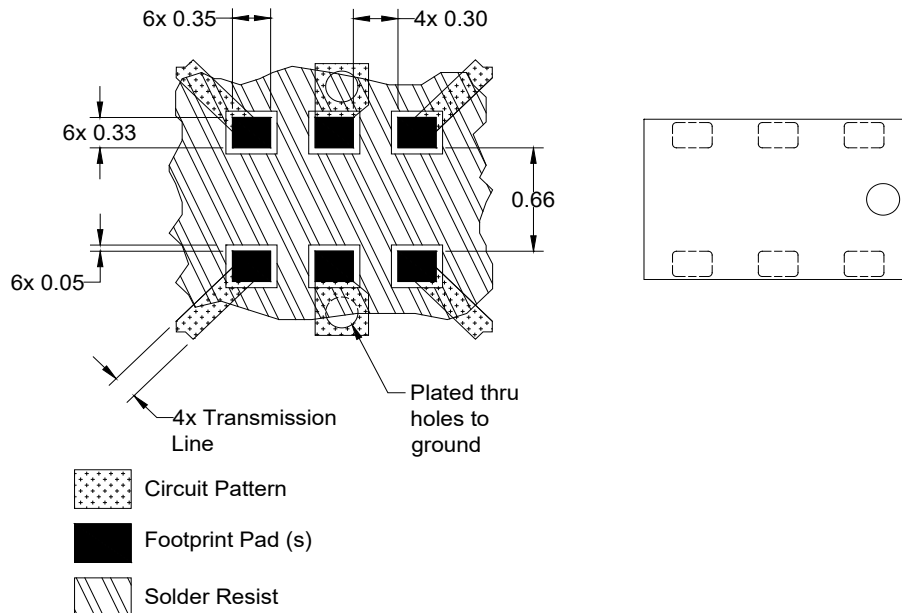 6x 0.35
4x 0.30
6x 0.33
0.66
6x 0.05
4x Transmission
Line
Plated thru
holes to
ground
Circuit Pattern
Footprint Pad (s)
Solder Resist